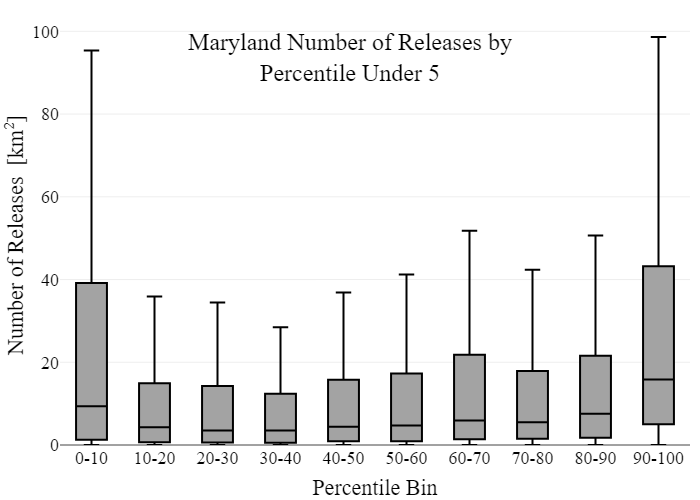 Maryland Number of Releases by
Percentile Under 5
Number of Releases [km²]
100
80
60
40
20
0
0-10 10-20 20-30 30-40 40-50 50-60 60-70 70-80 80-90 90-100
Percentile Bin